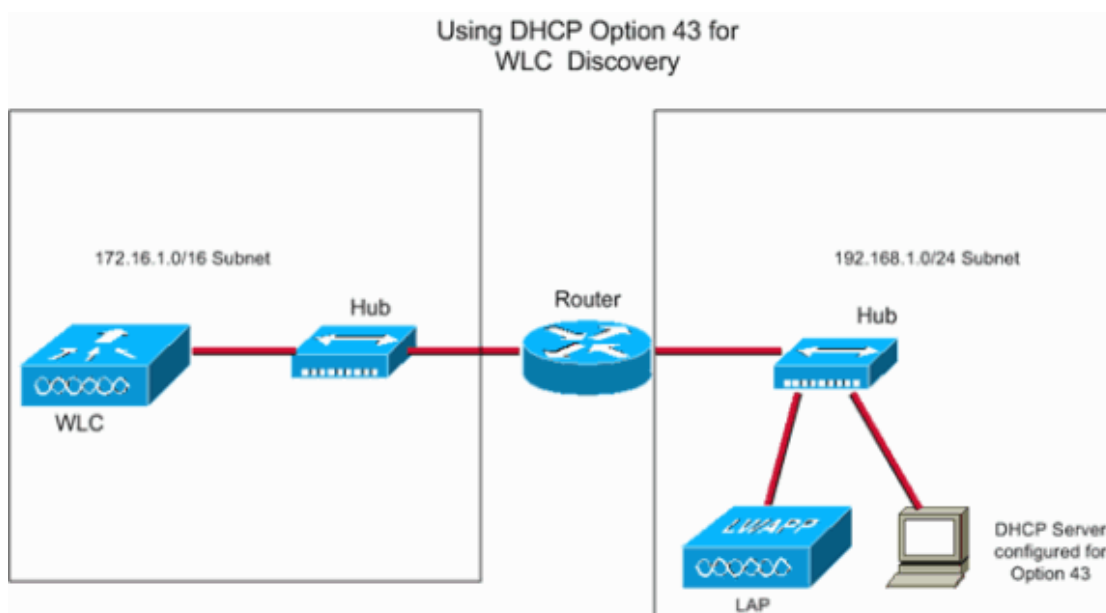 Using DHCP Option 43 for
WLC Discovery
172.16.1.0/16 Subnet
Hub
WLC
Router
192.168.1.0/24 Subnet
Hub
LWAPP
LAP
DHCP Server
configured for
Option 43